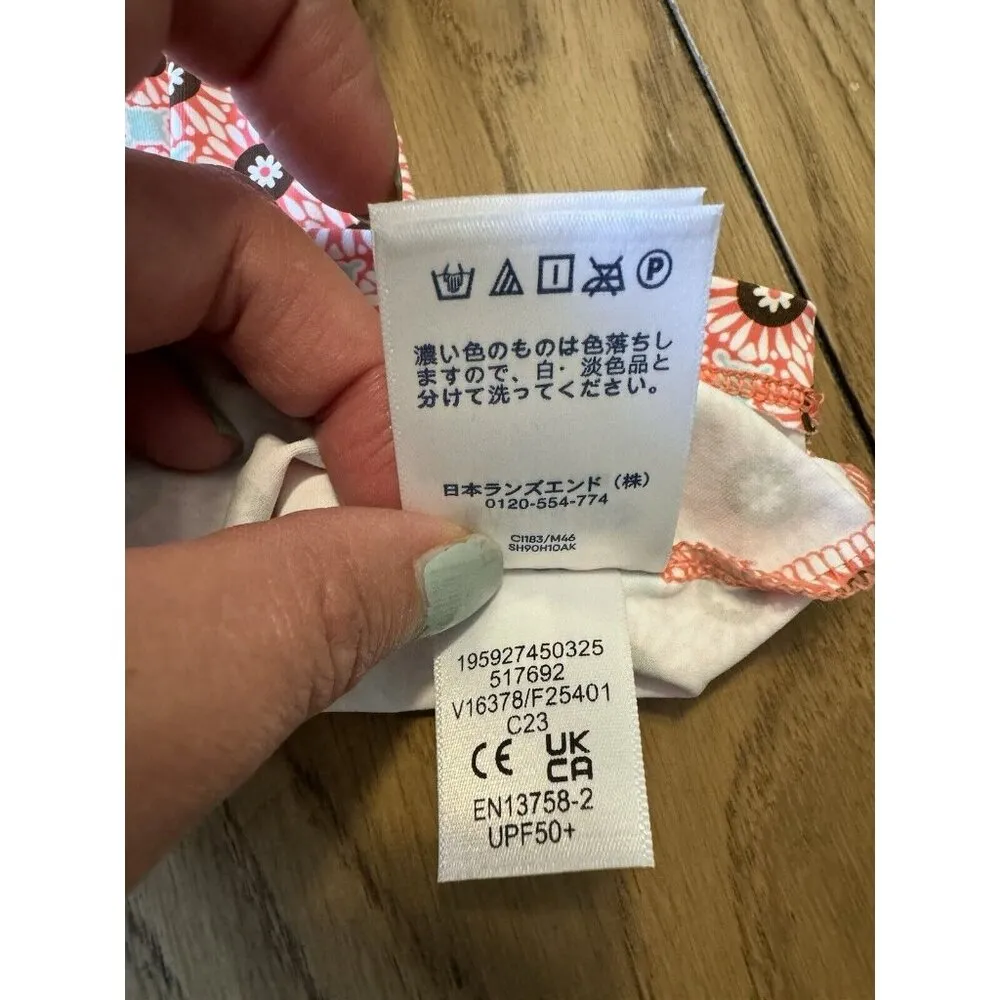 P
濃い色のものは色落ちし
ますので、白・淡色品と
分けて洗ってください。
日本ランズエンド（株）
0120-554-774
C1183/M46
SH90H10AK
195927450325
517692
V16378/F25401
C23
CE UK
CA
EN13758-2
UPF50+